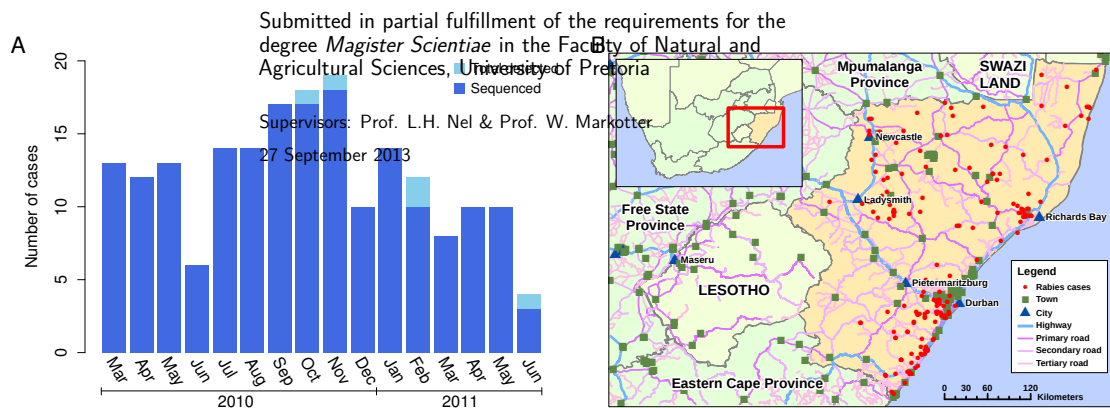 Submitted in partial fulfillment of the requirements for the
degree Magister Scientiae in the Faculty of Natural and
Agricultural Sciences, University of Pretoria
Supervisors: Prof. L.H. Nel & Prof. W. Markotter
27 September 2013
A
Number of cases
20
15
10
5
0
Sequenced
Mar
Apr
May
Jun
Jul
Aug
Sep
Oct
Nov
Dec
Jan
Feb
Mar
Apr
May
Jun
2010
2011
B
Mpumalanga
Province
SWAZI
LAND
Newcastle
Ladysmith
Free State
Province
Richards Bay
Maseru
LESOTHO
Pietermaritzburg
Durban
Eastern Cape Province
Legend
Rabies cases
Town
City
Highway
Primary road
Secondary road
Tertiary road
0 30 60 120
Kilometers